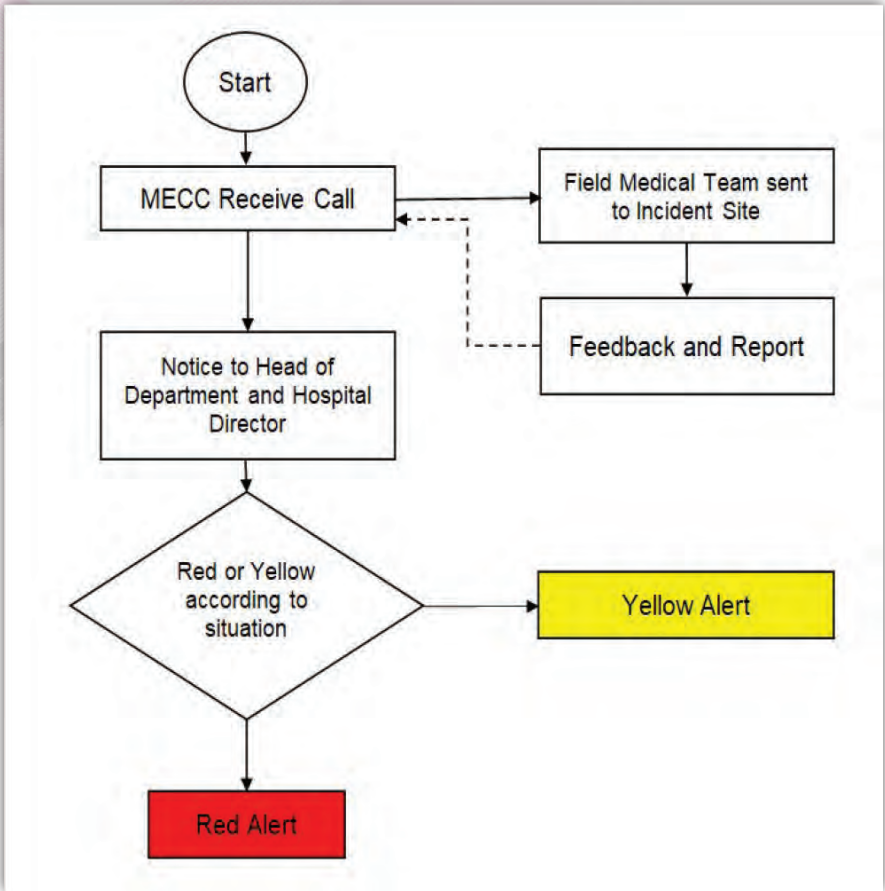 Start
MECC Receive Call
Field Medical Team sent
to Incident Site
Feedback and Report
Notice to Head of
Department and Hospital
Director
Red or Yellow
according to
situation
Yellow Alert
Red Alert